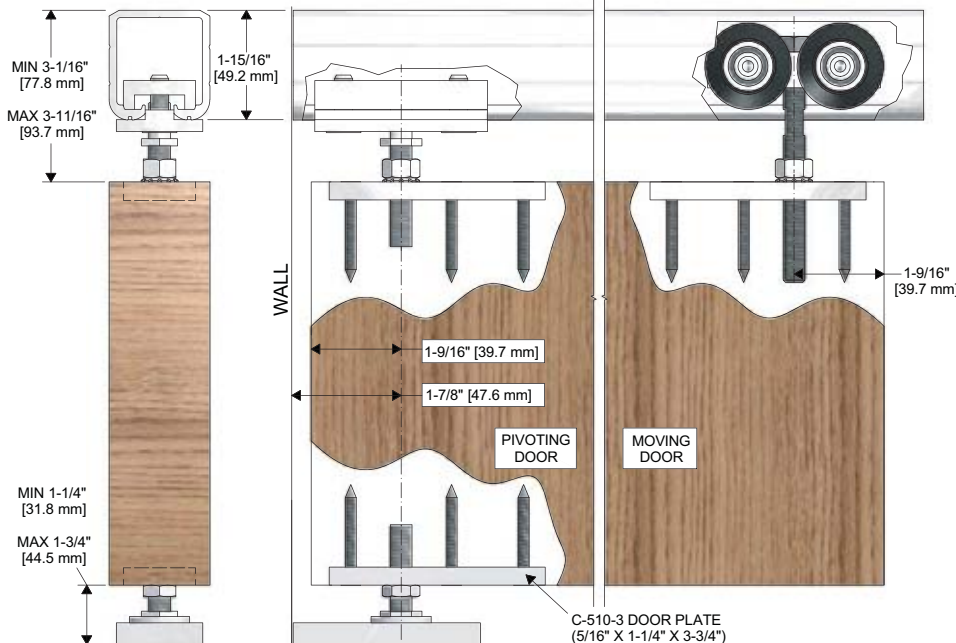 MIN 3-1/16"
[77.8 mm]
MAX 3-11/16"
[93.7 mm]
1-15/16"
[49.2 mm]
WALL
1-9/16"
[39.7 mm]
1-9/16" [39.7 mm]
1-7/8" [47.6 mm]
PIVOTING
DOOR
MOVING
DOOR
MIN 1-1/4"
[31.8 mm]
MAX 1-3/4"
[44.5 mm]
C-510-3 DOOR PLATE
(5/16" X 1-1/4" X 3-3/4")